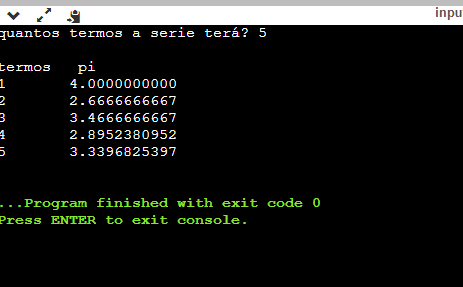 input
quantos termos a serie terá? 5
termos pi
1 4.0000000000
2 2.6666666667
3 3.4666666667
4 2.8952380952
5 3.3396825397
...Program finished with exit code 0
Press ENTER to exit console.